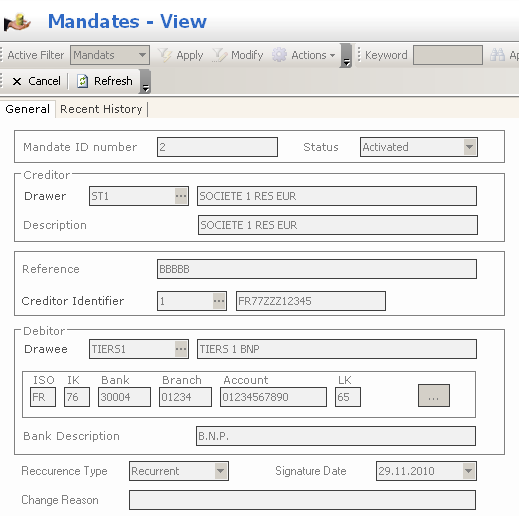 Mandates - View
Active Filter Mandats Apply Modify Actions Keyword
Cancel Refresh
General Recent History
Mandate ID number 2 Status Activated
Creditor
Drawer ST1 ... SOCIETE 1 RES EUR
Description SOCIETE 1 RES EUR
Reference BBBBB
Creditor Identifier 1 ... FR77ZZZ12345
Debitor
Drawee TIERS1 ... TIERS 1 BNP
ISO IK Bank Branch Account LK
FR 76 30004 01234 01234567890 65 ...
Bank Description B.N.P.
Reccurence Type Recurrent Signature Date 29.11.2010
Change Reason